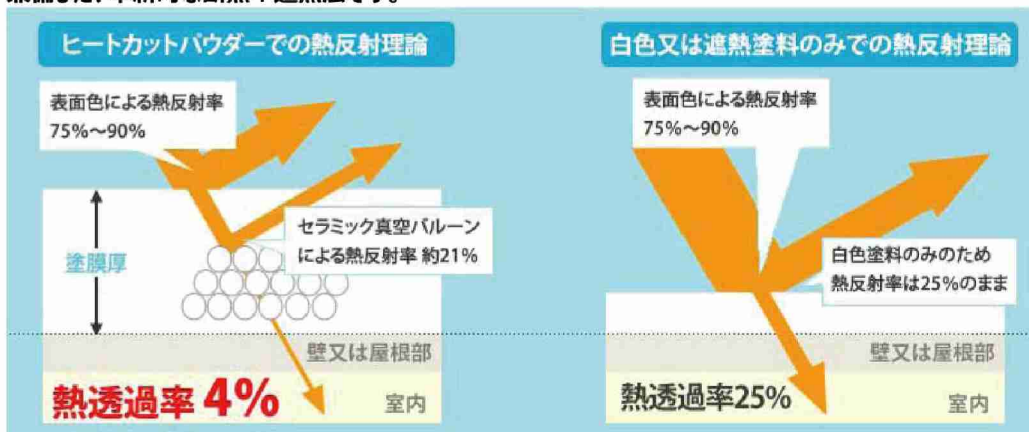 ヒートカットパウダーでの熱反射理論
表面色による熱反射率
75%～90%
セラミック真空バルーン
による熱反射率 約21%
塗膜厚
壁又は屋根部
熱透過率 4%
室内
白色又は遮熱塗料のみでの熱反射理論
表面色による熱反射率
75%～90%
白色塗料のみのため
熱反射率は25%のまま
壁又は屋根部
熱透過率25%
室内